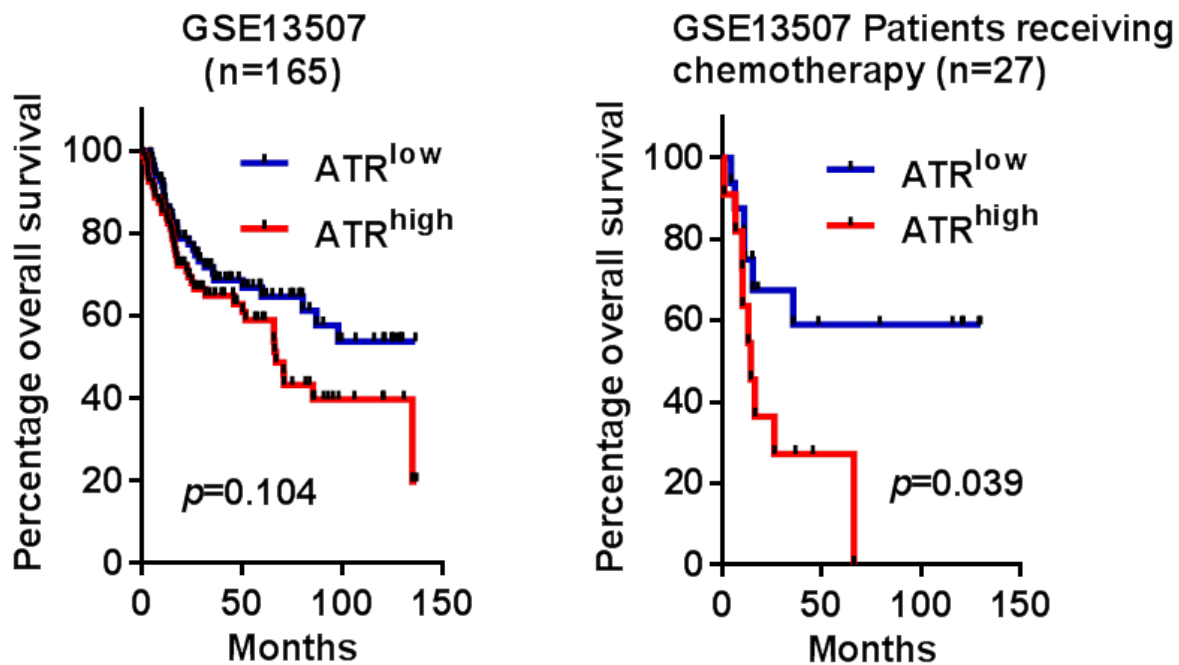 GSE13507
(n=165)
Percentage overall survival
100
80
60
40
20
0
ATR^low
ATR^high
p=0.104
0 50 100 150
Months
GSE13507 Patients receiving
chemotherapy (n=27)
Percentage overall survival
100
80
60
40
20
0
ATR^low
ATR^high
p=0.039
0 50 100 150
Months